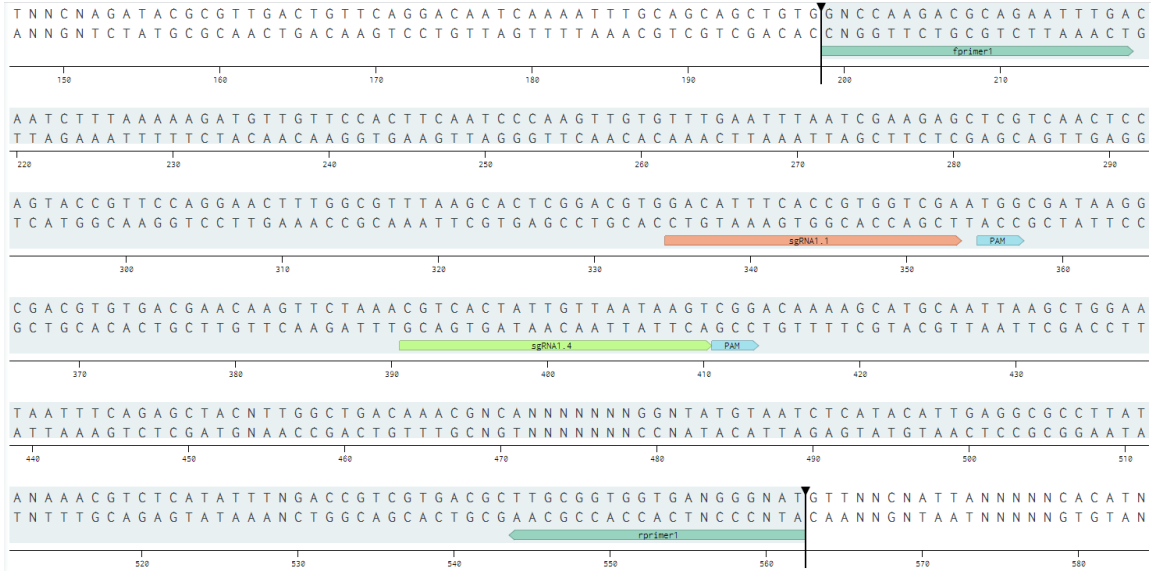 TNNCNAGATACGCGTTGACTGTTCAGGACAATCAAAATTTGCAGCAGCTGTGGNCCAAGACGCAGAATTTGAC
ANNGNTCTATGCGCAACTGACAAGTCCTGTTAGTTTTAAACGTCGTCGACACCNGGTTCTGCGTCTTAAACTG
fprimer1
150 160 170 180 190 200 210
AATCTTTAAAAAGATGTTGTTCCACTTCAATCCCAAGTTGTGTTTGAATTTAATCGAAGAGCTCGTCAACTCC
TTAGAAATTTTTCTACAACAAGGTGAAGTTAGGGTTCAACACAAACTTAAATTAGCTTCTCGAGCAGTTGAGG
220 230 240 250 260 270 280 290
AGTACCGTTCCAGGAACTTTGGCGTTTAAGCACTCGGACGTGGACATTTCACCGTGGTCGAATGGCGATAAGG
TCATGGCAAGGTCCTTGAAACCGCAAATTCGTGAGCCTGCACCTGTAAAGTGGCACCAGCTTACCGCTATTCC
sgRNA1.1 PAM
300 310 320 330 340 350 360
CGACGTGTGACGAACAAGTTCTAAACGTCACTATTGTTAATAAGTCGGACAAAAGCATGCAATTAAGCTGGAA
GCTGCACACTGCTTGTTCAAGATTTGCAGTGATAACAATTATTCAGCCTGTTTTCGTACGTTAATTCGACCTT
sgRNA1.4 PAM
370 380 390 400 410 420 430
TAATTTCAGAGCTACNTTGGCTGACAAACGNCANNNNNNNGGNTATGTAATCTCATACATTGAGGCGCCTTAT
ATTAAAGTCTCGATGNAACCGACTGTTTGCNGTNNNNNNNCCNATACATTAGAGTATGTAACTCCGCGGAATA
440 450 460 470 480 490 500 510
ANAAACGTCTCATATTTNGACCGTCGTGACGCTTGCGGTGGTGANGGGNATGTTNNCNATTANNNNNCACATN
TNTTTGCAGAGTATAAANCTGGCAGCACTGCGAACGCCACCACTNCCCNTACAANNGNTAATNNNNNGTGTAN
rprimer1
520 530 540 550 560 570 580